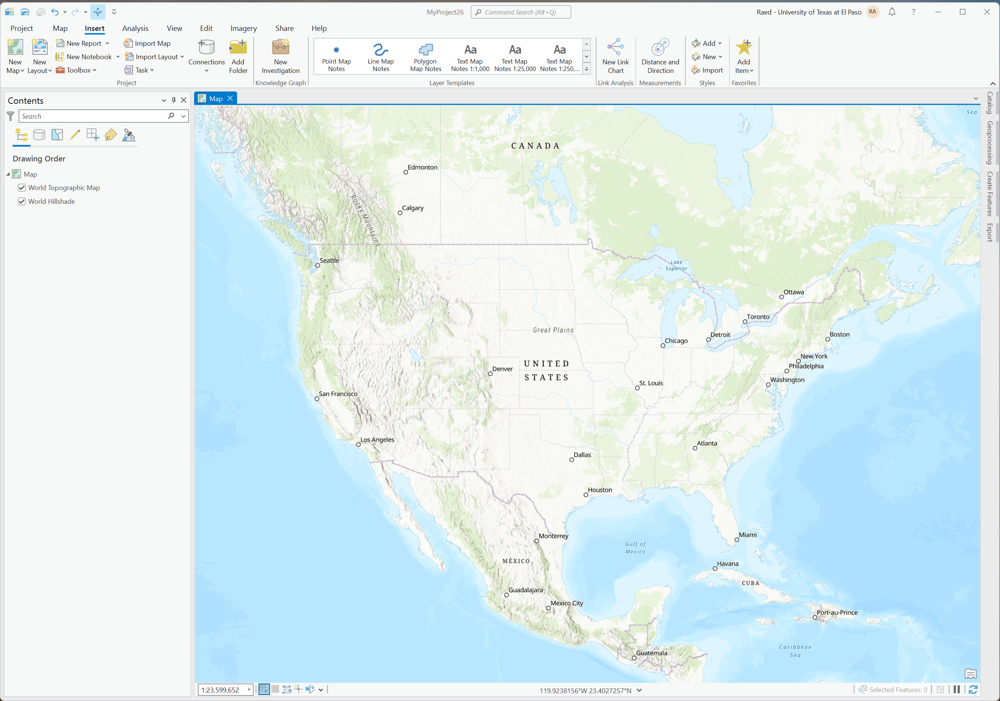 MyProject26
Command Search (Alt+Q)
Raed - University of Texas at El Paso
RA
?
Project
Map
Insert
Analysis
View
Edit
Imagery
Share
Help
New
Map
New
Layout
New Report
New Notebook
Toolbox
Import Map
Import Layout
Task
Connections
Add
Folder
Project
New
Investigation
Knowledge Graph
Point Map
Notes
Line Map
Notes
Polygon
Map Notes
Aa
Text Map
Notes 1:1,000
Aa
Text Map
Notes 1:25,000
Aa
Text Map
Notes 1:250,...
Layer Templates
New Link
Chart
Link Analysis
Distance and
Direction
Measurements
Add
New
Import
Styles
Add
Item
Favorites
Contents
Search
Drawing Order
Map
World Topographic Map
World Hillshade
Map
Catalog
Geoprocessing
Create Features
Export
Sea
CANADA
Edmonton
Calgary
Rocky Mountains
Seattle
Lake
Superior
Ottawa
Toronto
Great Plains
Detroit
Boston
Chicago
New York
UNITED
STATES
Philadelphia
Denver
Washington
St. Louis
San Francisco
Los Angeles
Atlanta
Dallas
Houston
Monterrey
Miami
Gulf of
Mexico
MÉXICO
Havana
CUBA
Guadalajara
Mexico City
Port-au-Prince
Caribbean
Sea
Guatemala
1:23,599,652
N
119.9238156°W 23.4027257°N
Selected Features: 0